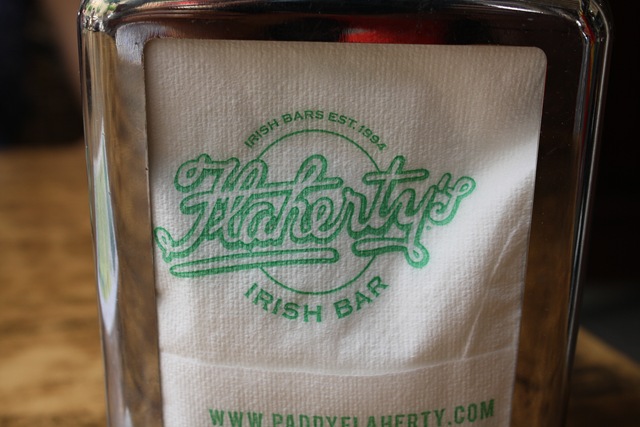 IRISH BARS EST. 1994
Flaherty's
IRISH BAR
WWW.PADDYFLAHERTY.COM